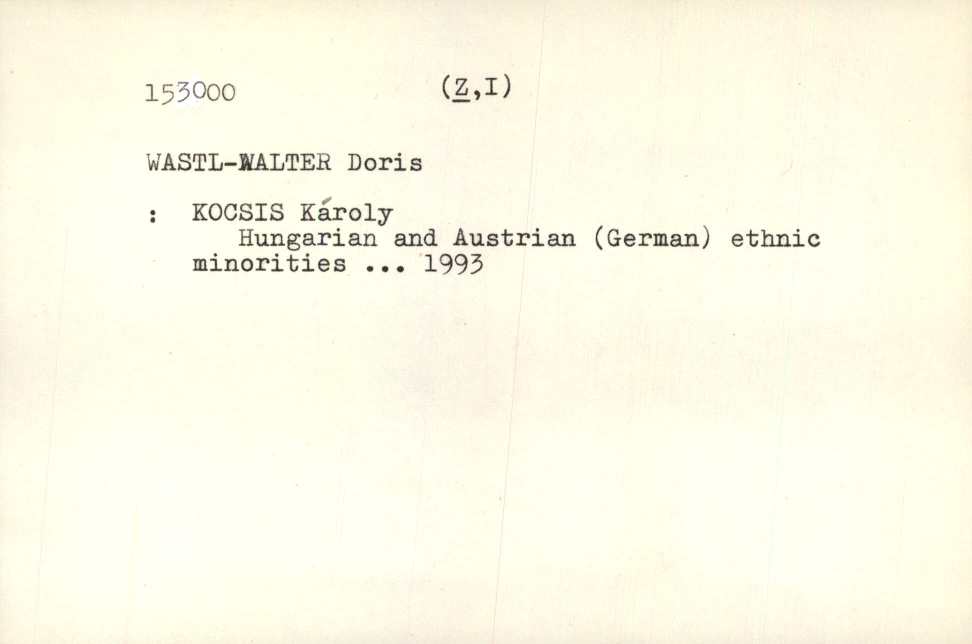 153000 (Z,I)
WASTL-WALTER Doris
: KOCSIS Károly
Hungarian and Austrian (German) ethnic
minorities ... 1993